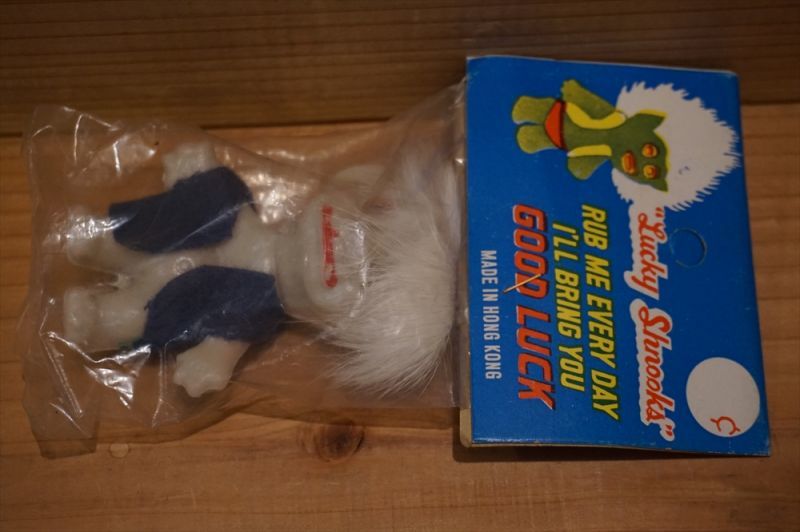 "Lucky Shnooks"
RUB ME EVERY DAY
I'LL BRING YOU
GOOD LUCK
MADE IN HONG KONG
¢